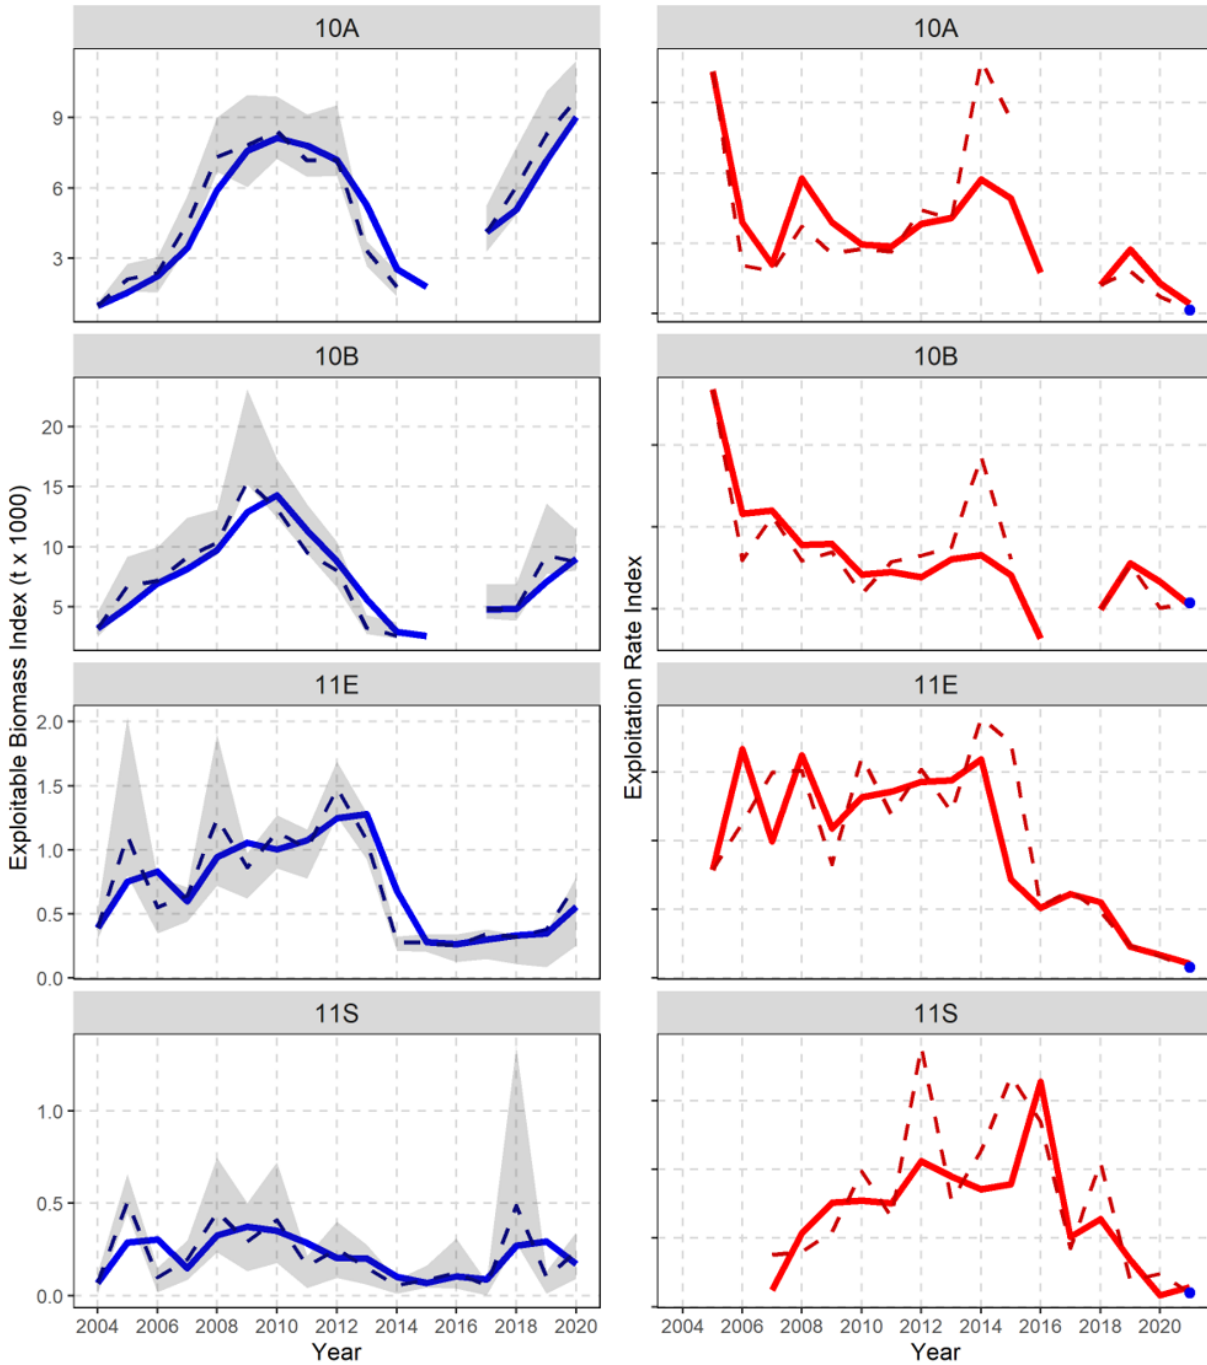 10A
10A
9
6
3
10B
10B
20
15
10
5
11E
11E
2.0
1.5
1.0
0.5
0.0
11S
11S
1.0
0.5
0.0
2004 2006 2008 2010 2012 2014 2016 2018 2020
2004 2006 2008 2010 2012 2014 2016 2018 2020
Year
Year
Exploitable Biomass Index (t x 1000)
Exploitation Rate Index